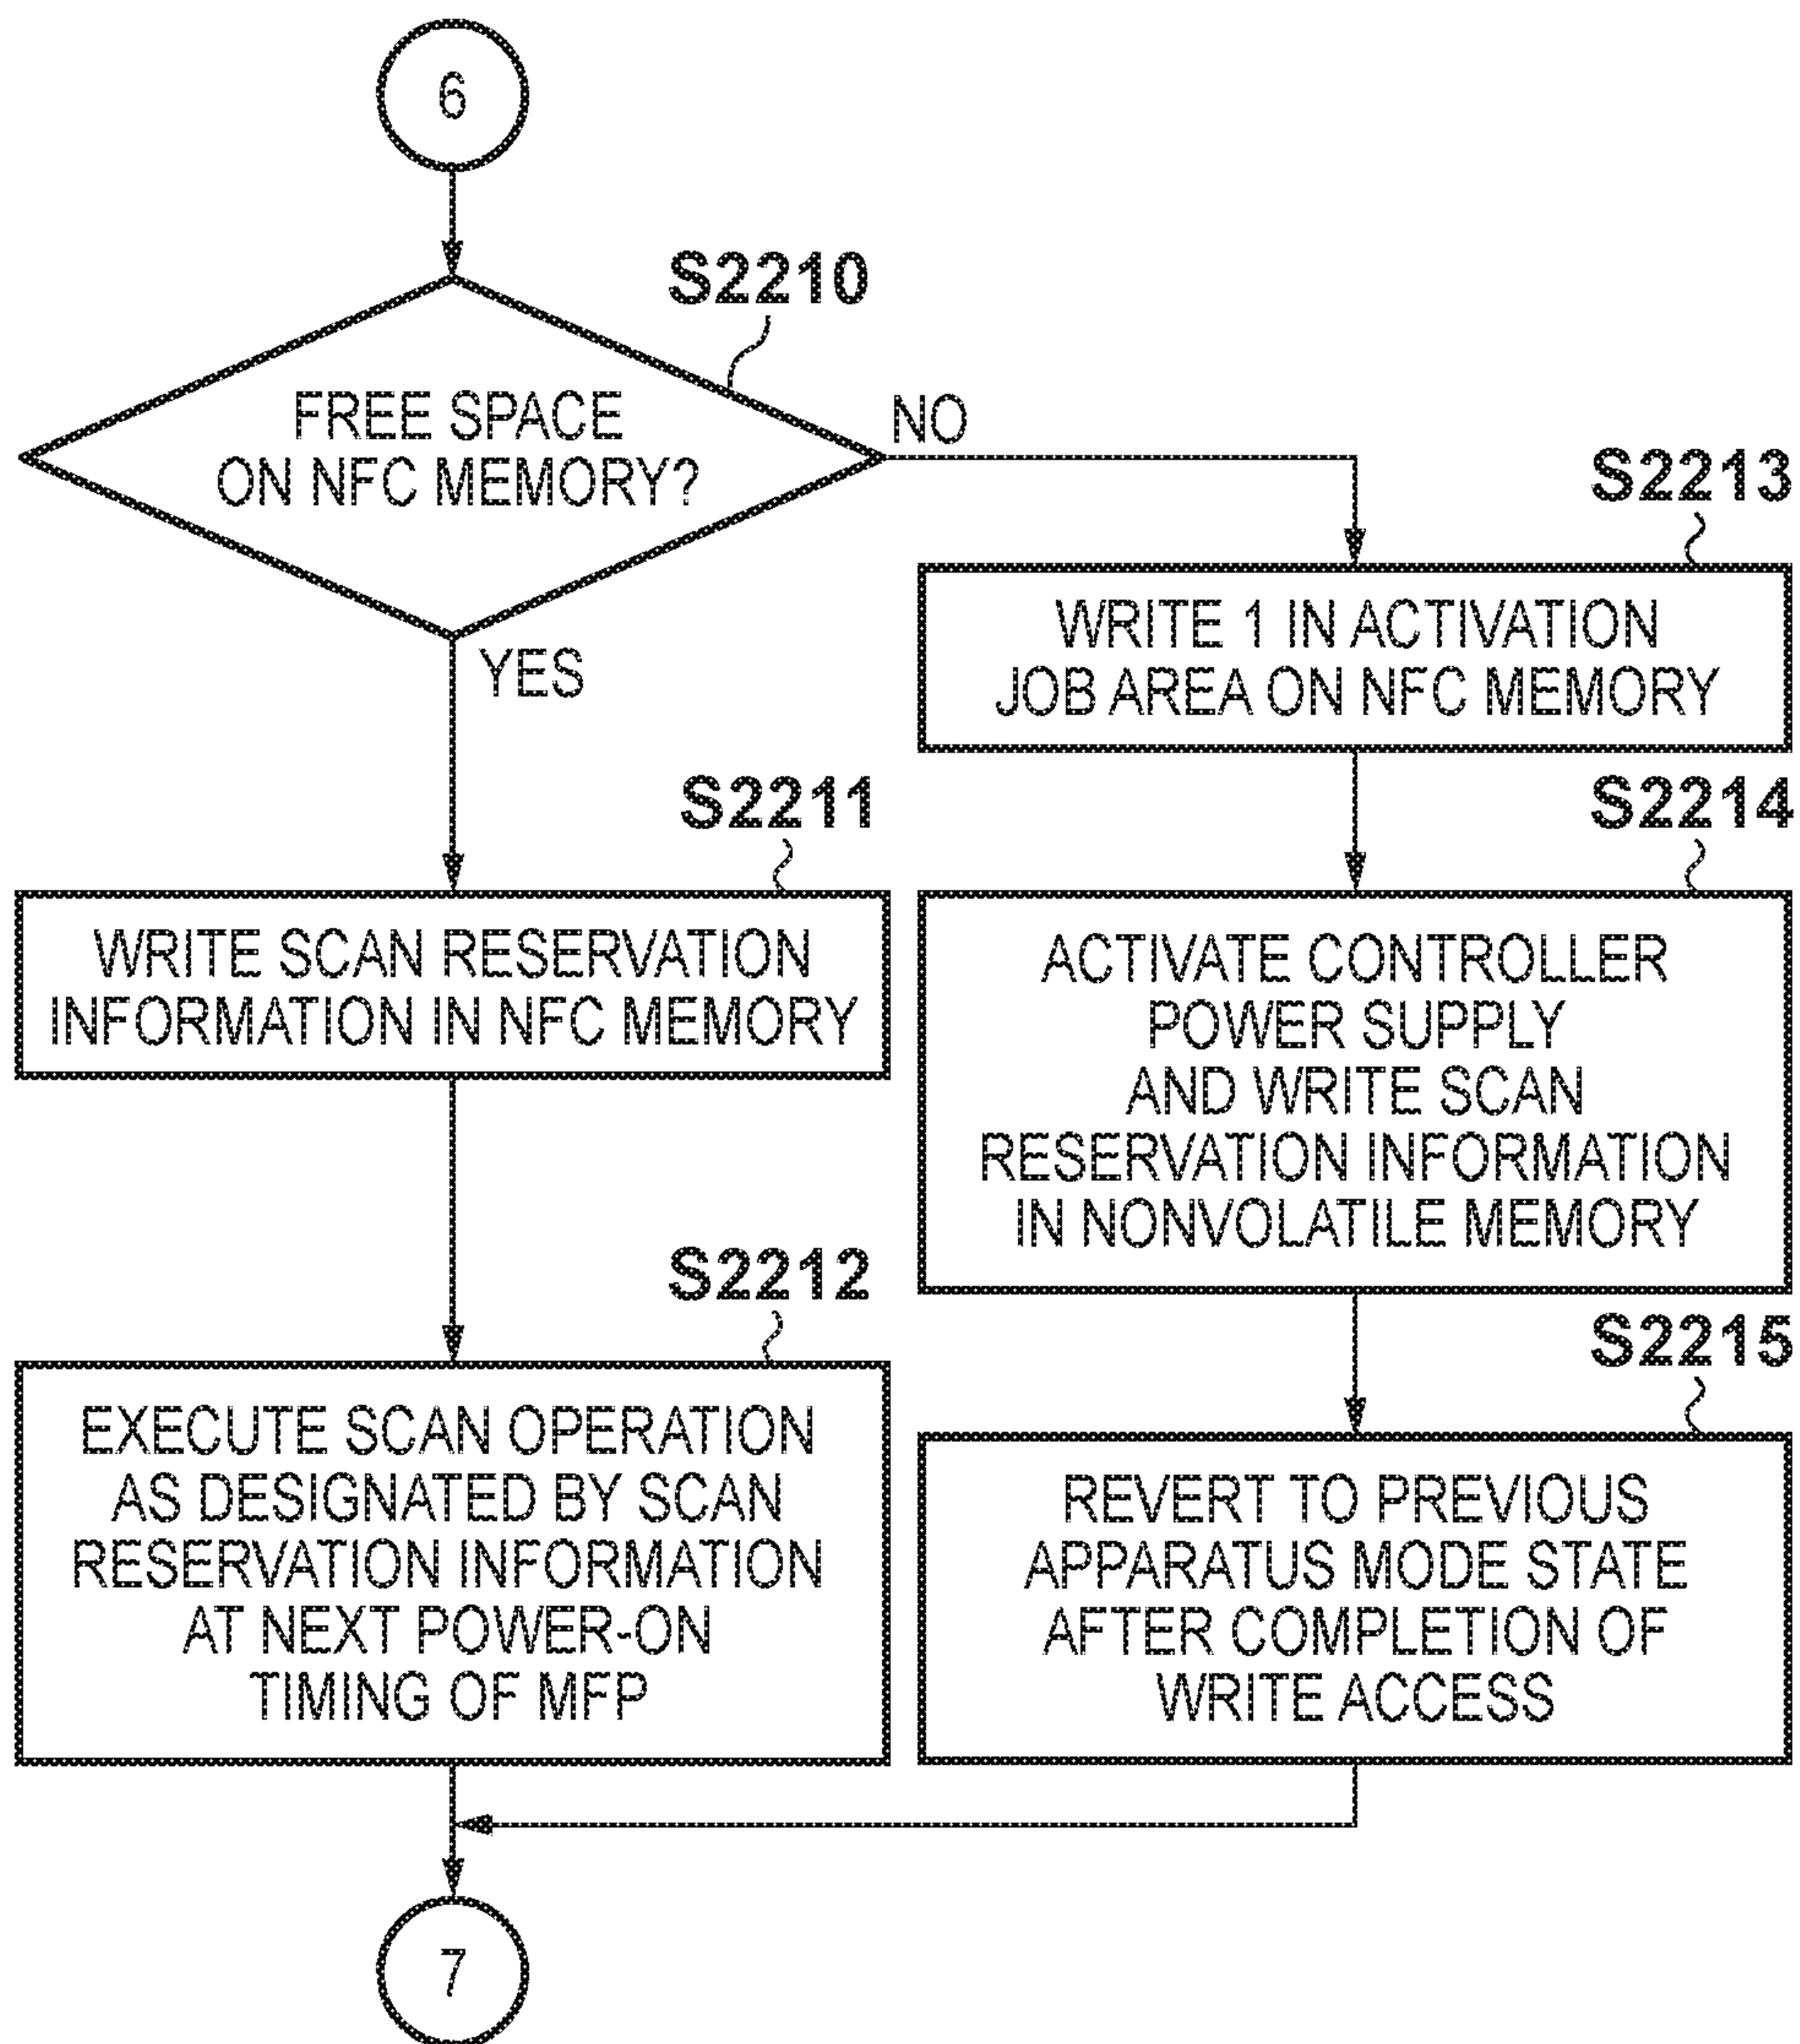 6
S2210
FREE SPACE
ON NFC MEMORY?
NO
YES
S2211
WRITE SCAN RESERVATION
INFORMATION IN NFC MEMORY
S2212
EXECUTE SCAN OPERATION
AS DESIGNATED BY SCAN
RESERVATION INFORMATION
AT NEXT POWER-ON
TIMING OF MFP
S2213
WRITE 1 IN ACTIVATION
JOB AREA ON NFC MEMORY
S2214
ACTIVATE CONTROLLER
POWER SUPPLY
AND WRITE SCAN
RESERVATION INFORMATION
IN NONVOLATILE MEMORY
S2215
REVERT TO PREVIOUS
APPARATUS MODE STATE
AFTER COMPLETION OF
WRITE ACCESS
7